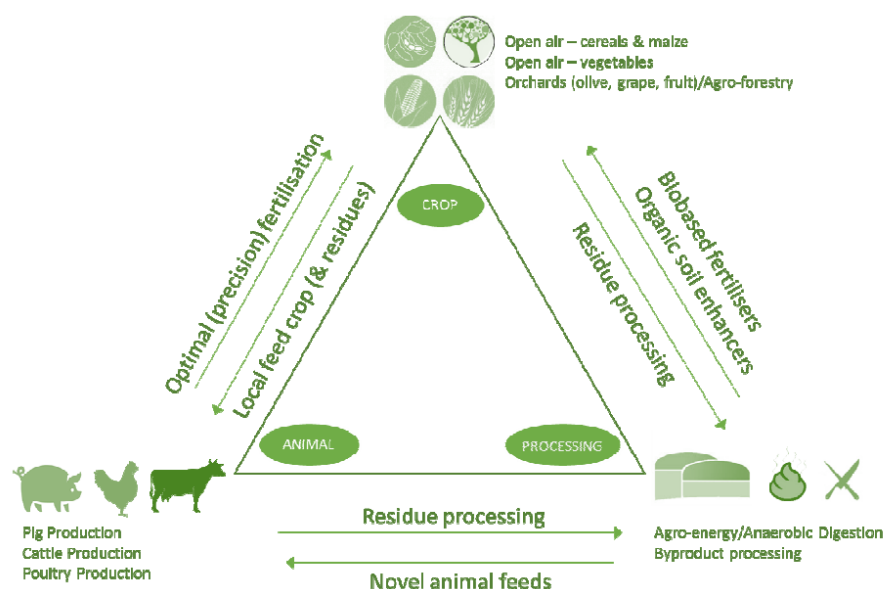 Open air – cereals & maize
Open air – vegetables
Orchards (olive, grape, fruit)/Agro-forestry
CROP
Optimal (precision) fertilisation
Local feed crop (& residues)
Biobased fertilisers
Organic soil enhancers
Residue processing
ANIMAL
PROCESSING
Pig Production
Cattle Production
Poultry Production
Residue processing
Novel animal feeds
Agro-energy/Anaerobic Digestion
Byproduct processing